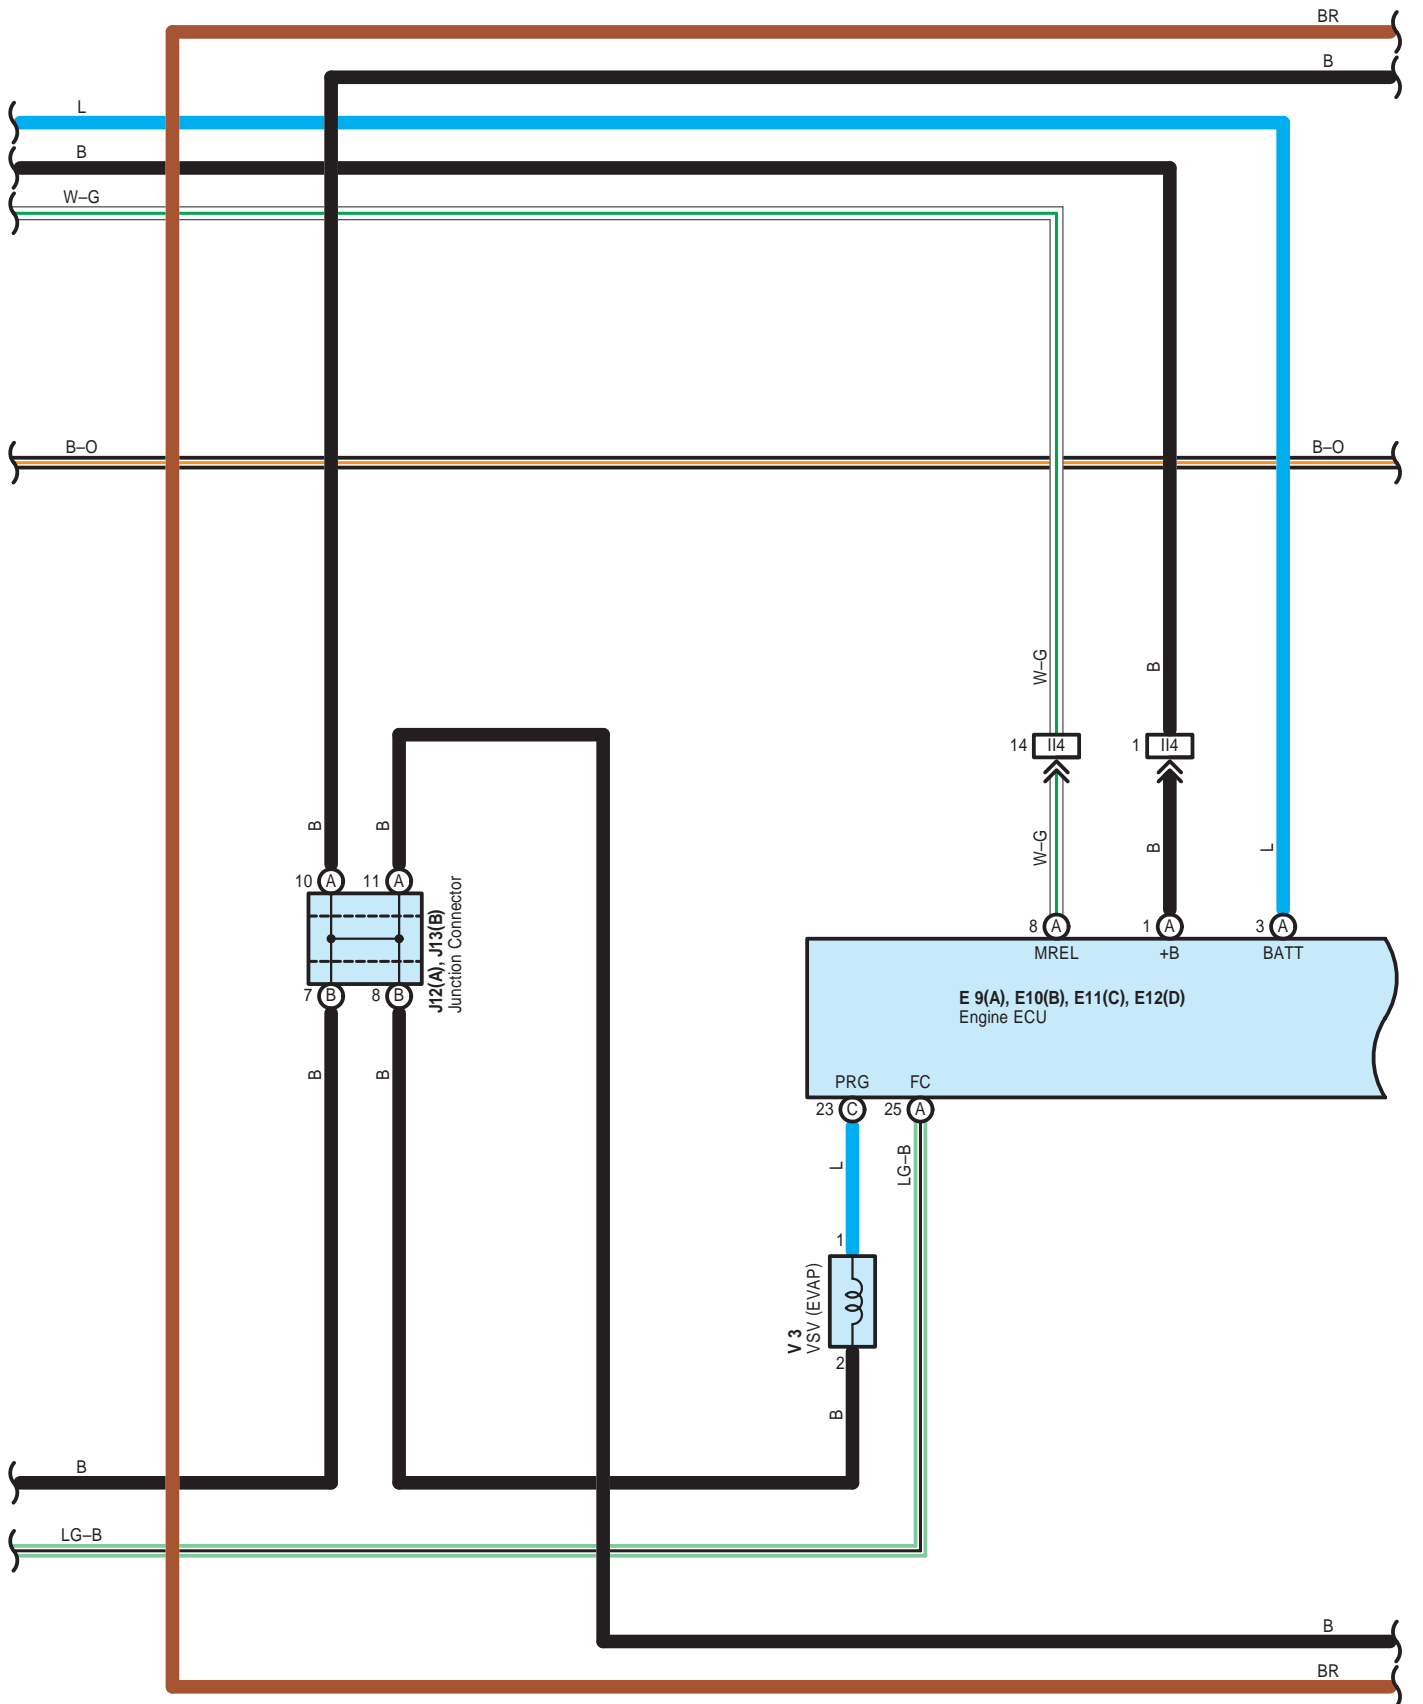 BR
B
L
B
W–G
B–O
B–O
W–G
B
14 II4
1 II4
B
B
W–G
B
L
10 A
11 A
J12(A), J13(B)
Junction Connector
8 A
1 A
3 A
MREL
+B
BATT
7 B
8 B
E 9(A), E10(B), E11(C), E12(D)
Engine ECU
B
B
PRG
FC
23 C
25 A
L
LG–B
1
V 3
VSV (EVAP)
2
B
B
LG–B
B
BR